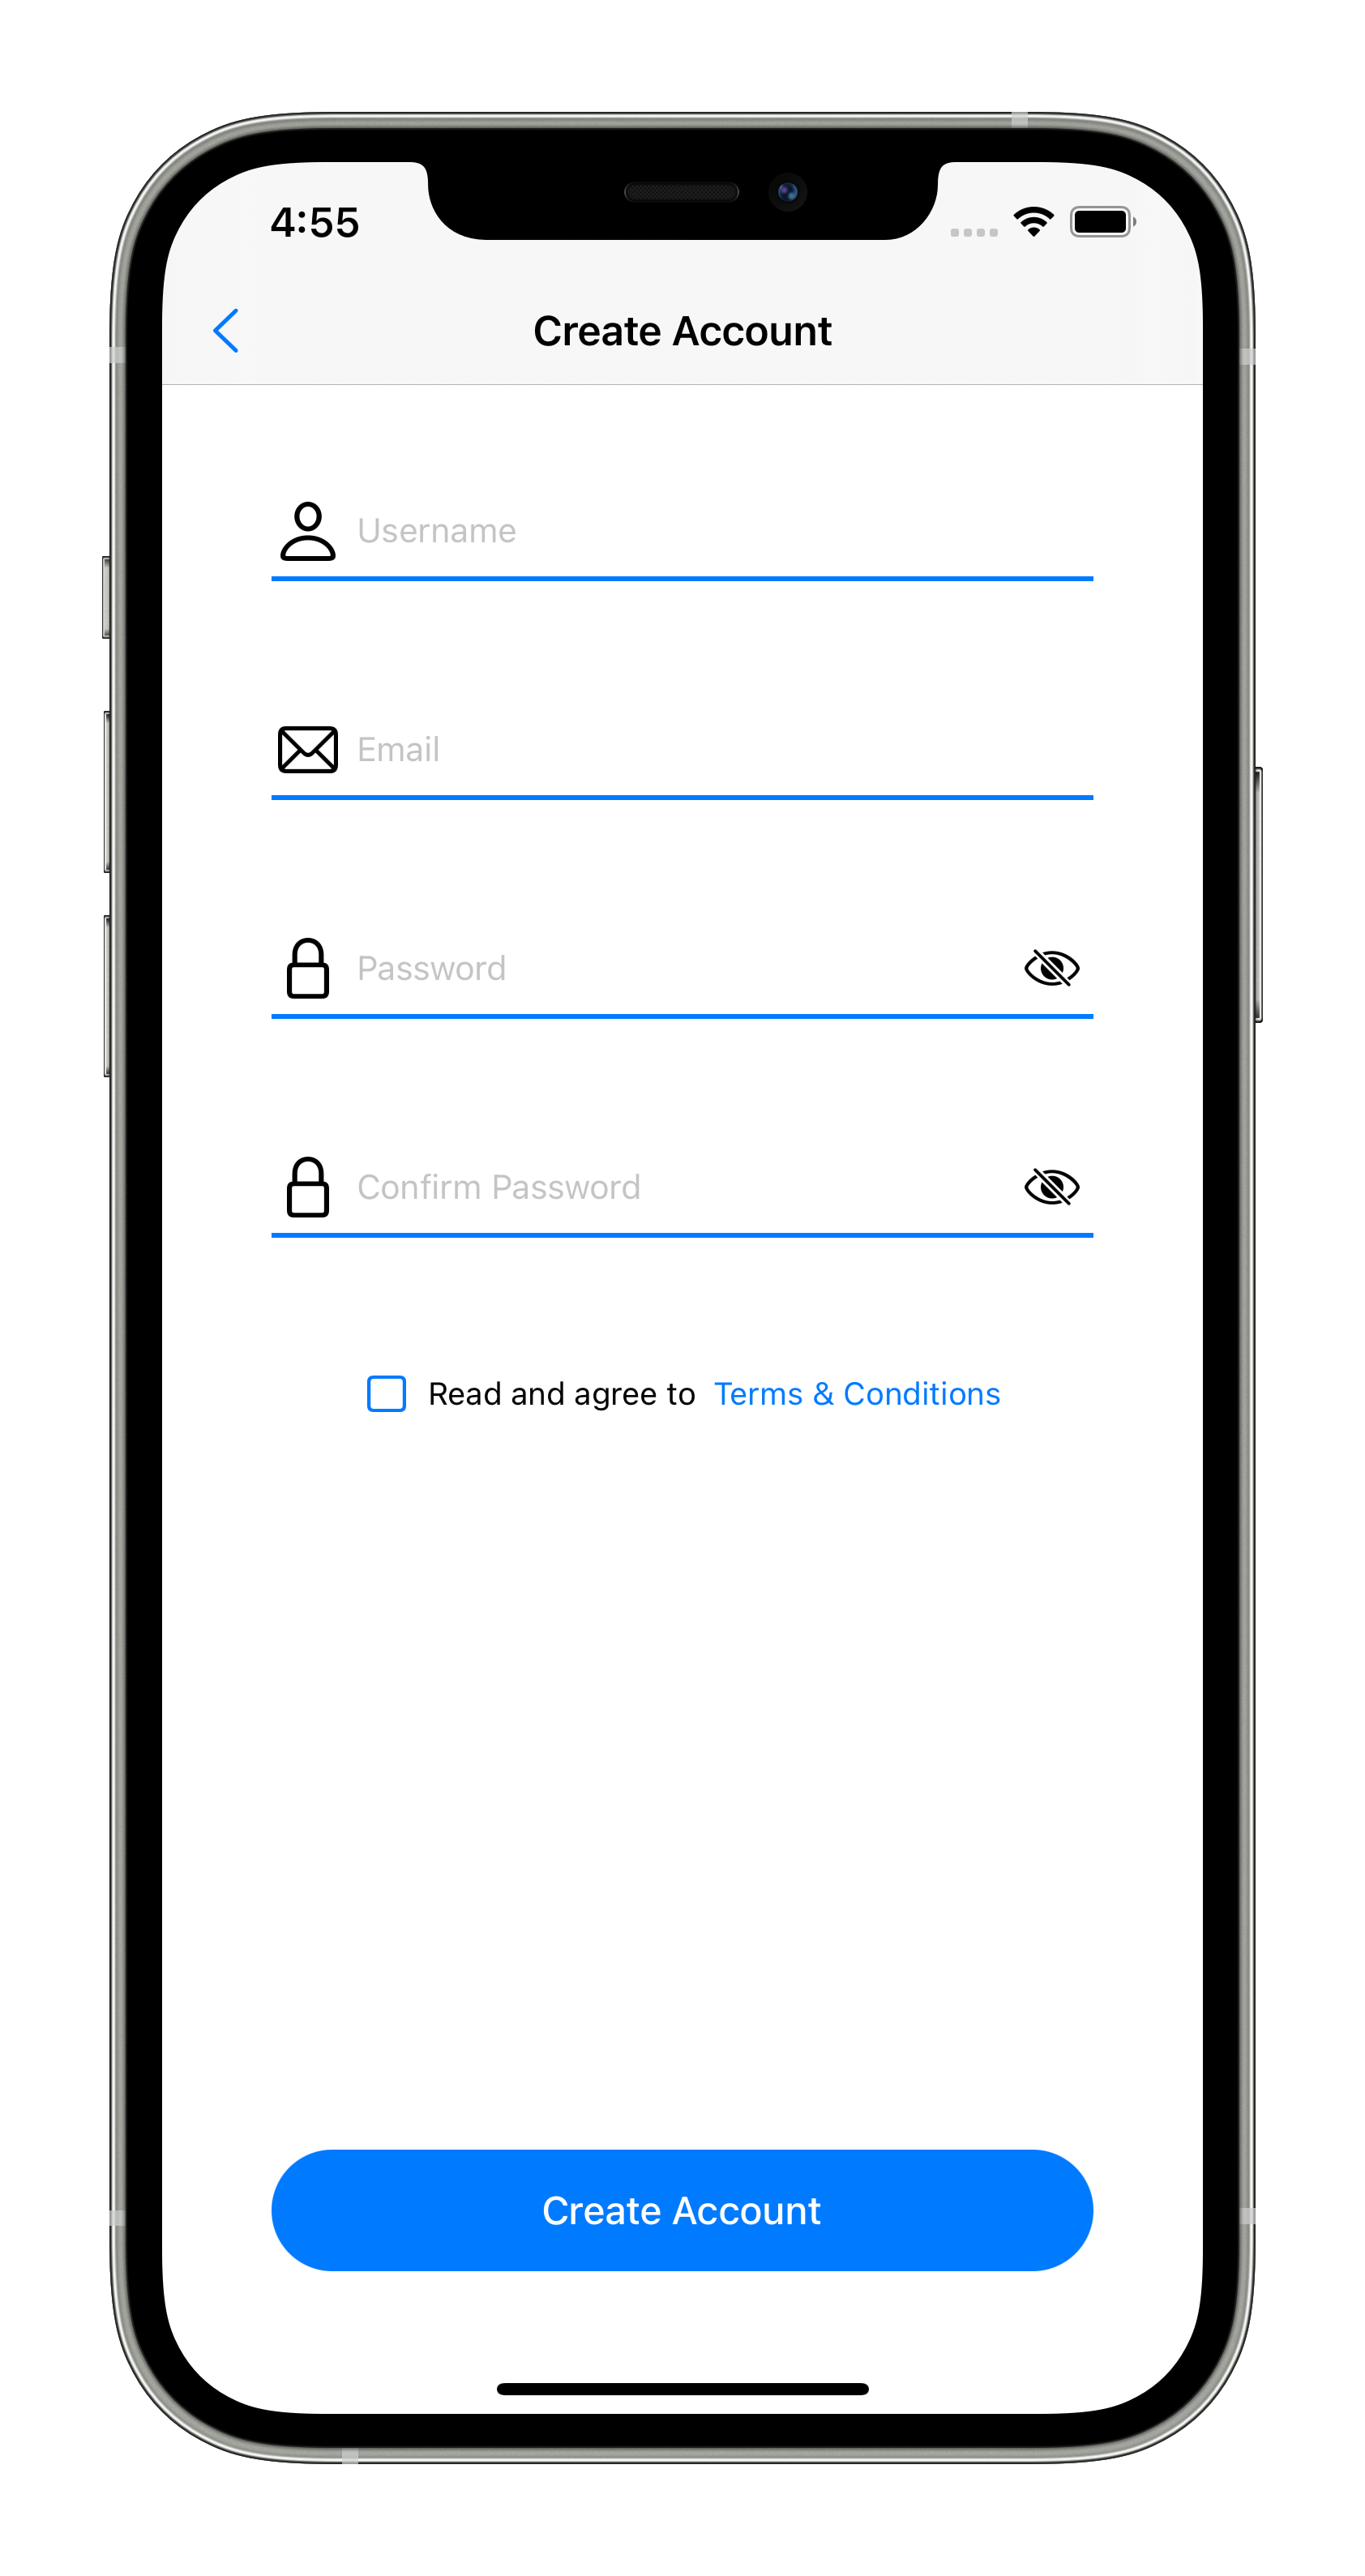 4:55
Create Account
Username
Email
Password
Confirm Password
Read and agree to Terms & Conditions
Create Account